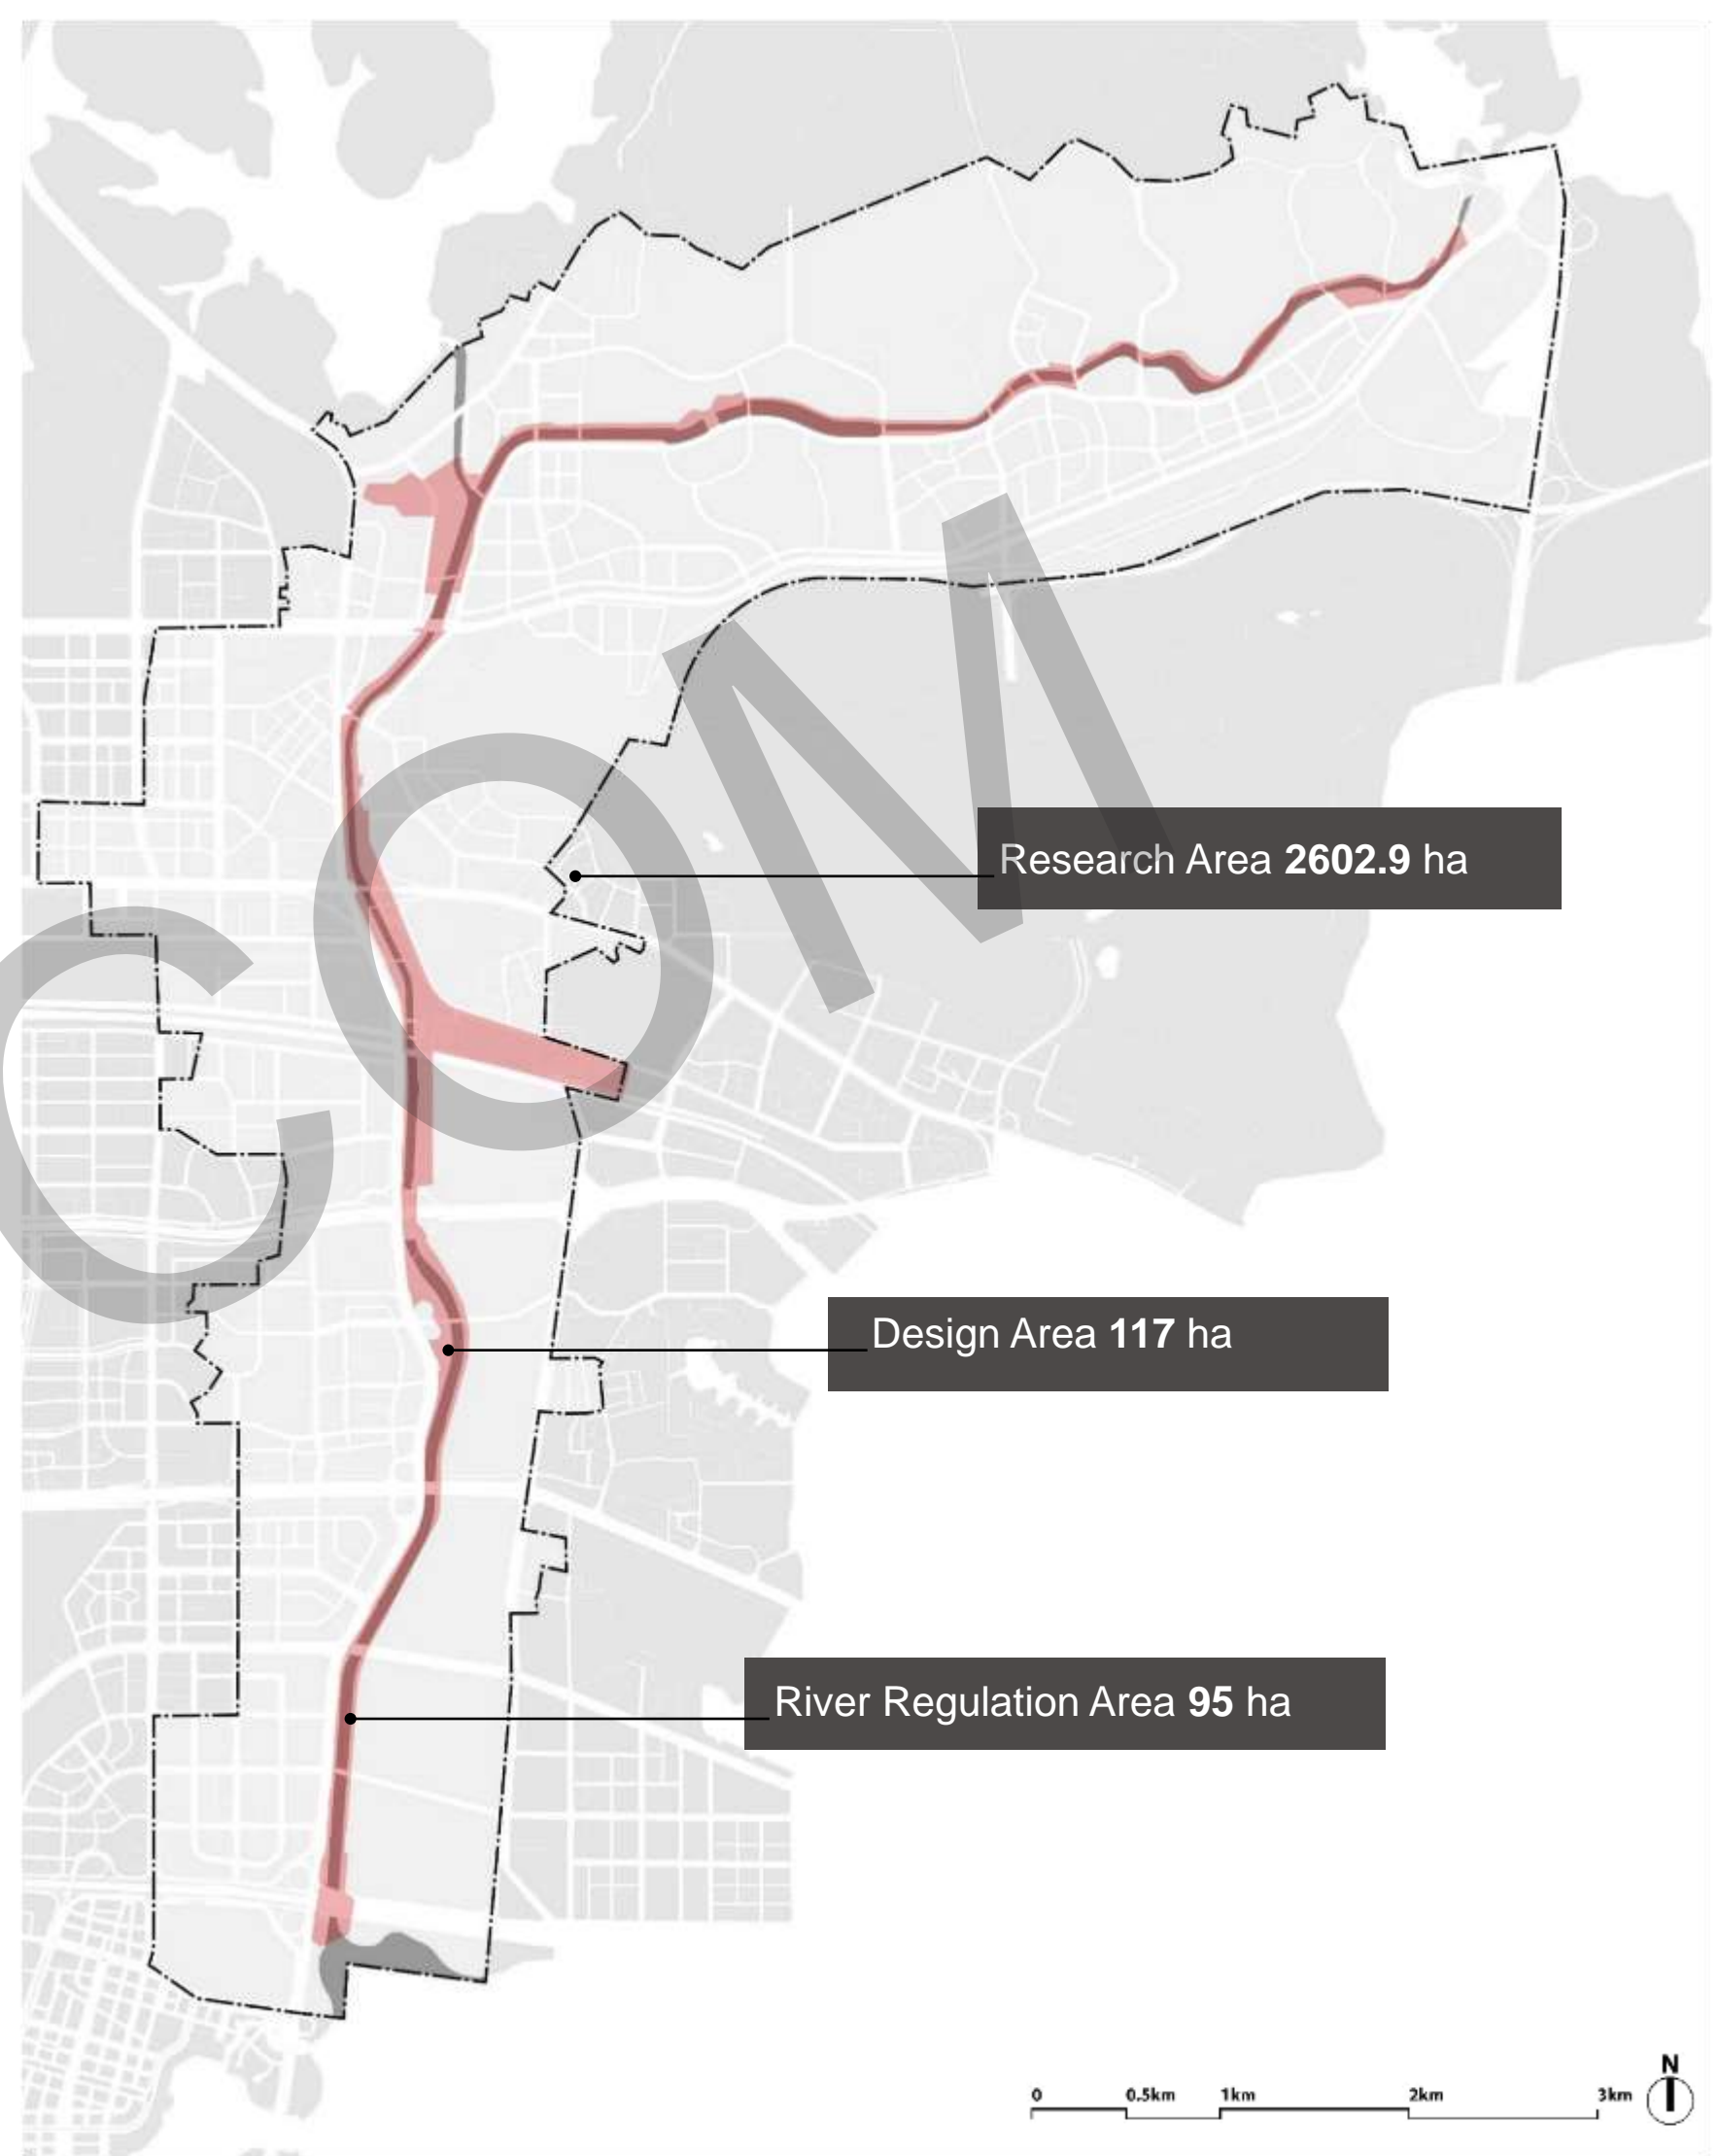 COM
Research Area 2602.9 ha
Design Area 117 ha
River Regulation Area 95 ha
N
0 0.5km 1km 2km 3km